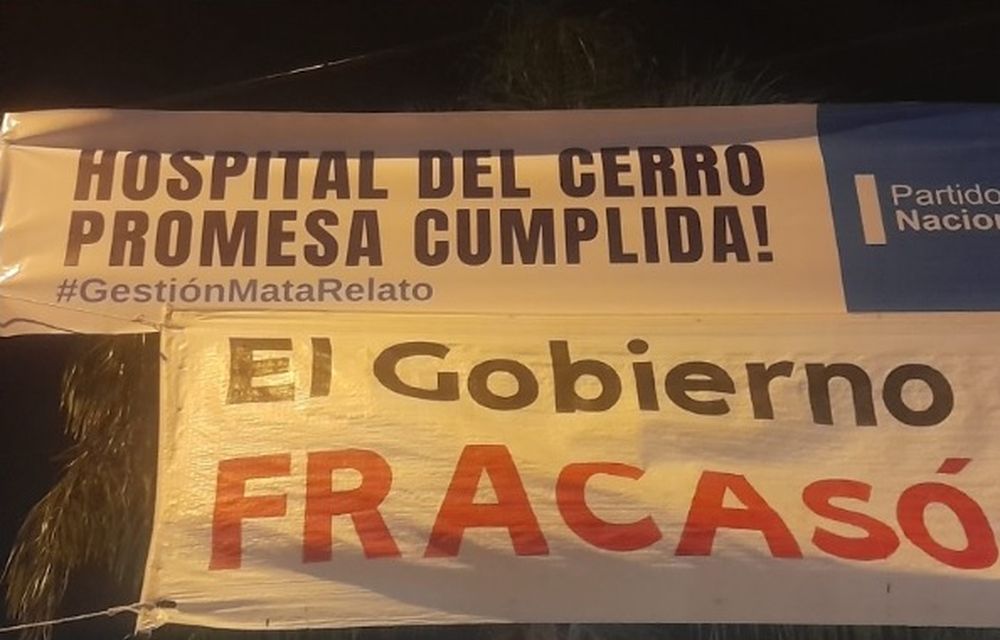 HOSPITAL DEL CERRO
PROMESA CUMPLIDA!
#GestiónMataRelato
Partido
Nacion
El Gobierno
FRACASÓ